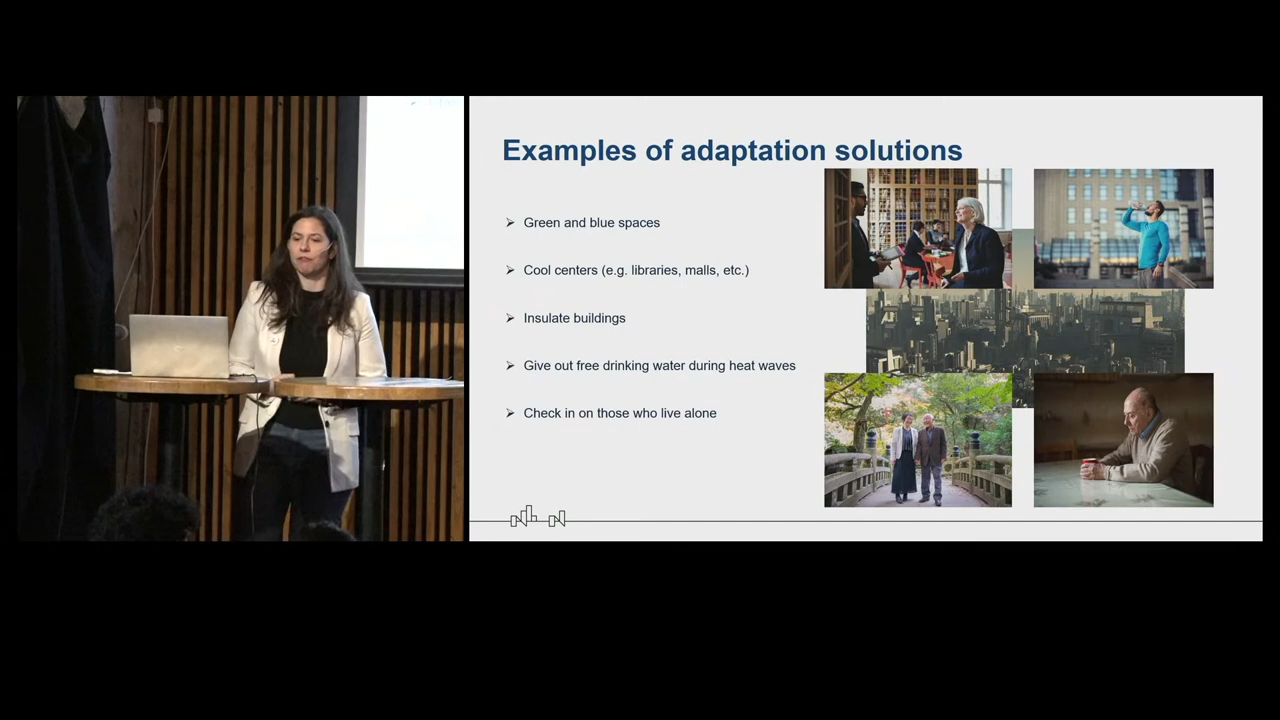 Examples of adaptation solutions
Green and blue spaces
Cool centers (e.g. libraries, malls, etc.)
Insulate buildings
Give out free drinking water during heat waves
Check in on those who live alone